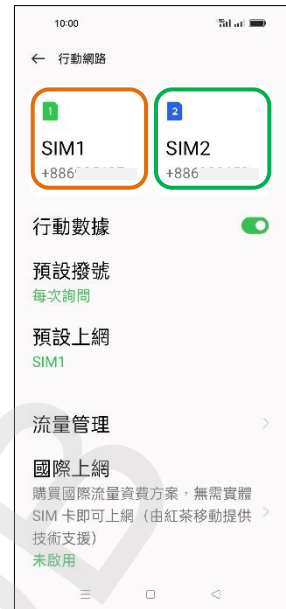 10:00
← 行動網路
1
2
SIM1
SIM2
+886
+886
行動數據
預設撥號
每次詢問
預設上網
SIM1
流量管理
國際上網
購買國際流量資費方案,無需實體
SIM 卡即可上網(由紅茶移動提供
技術支援)
未啟用